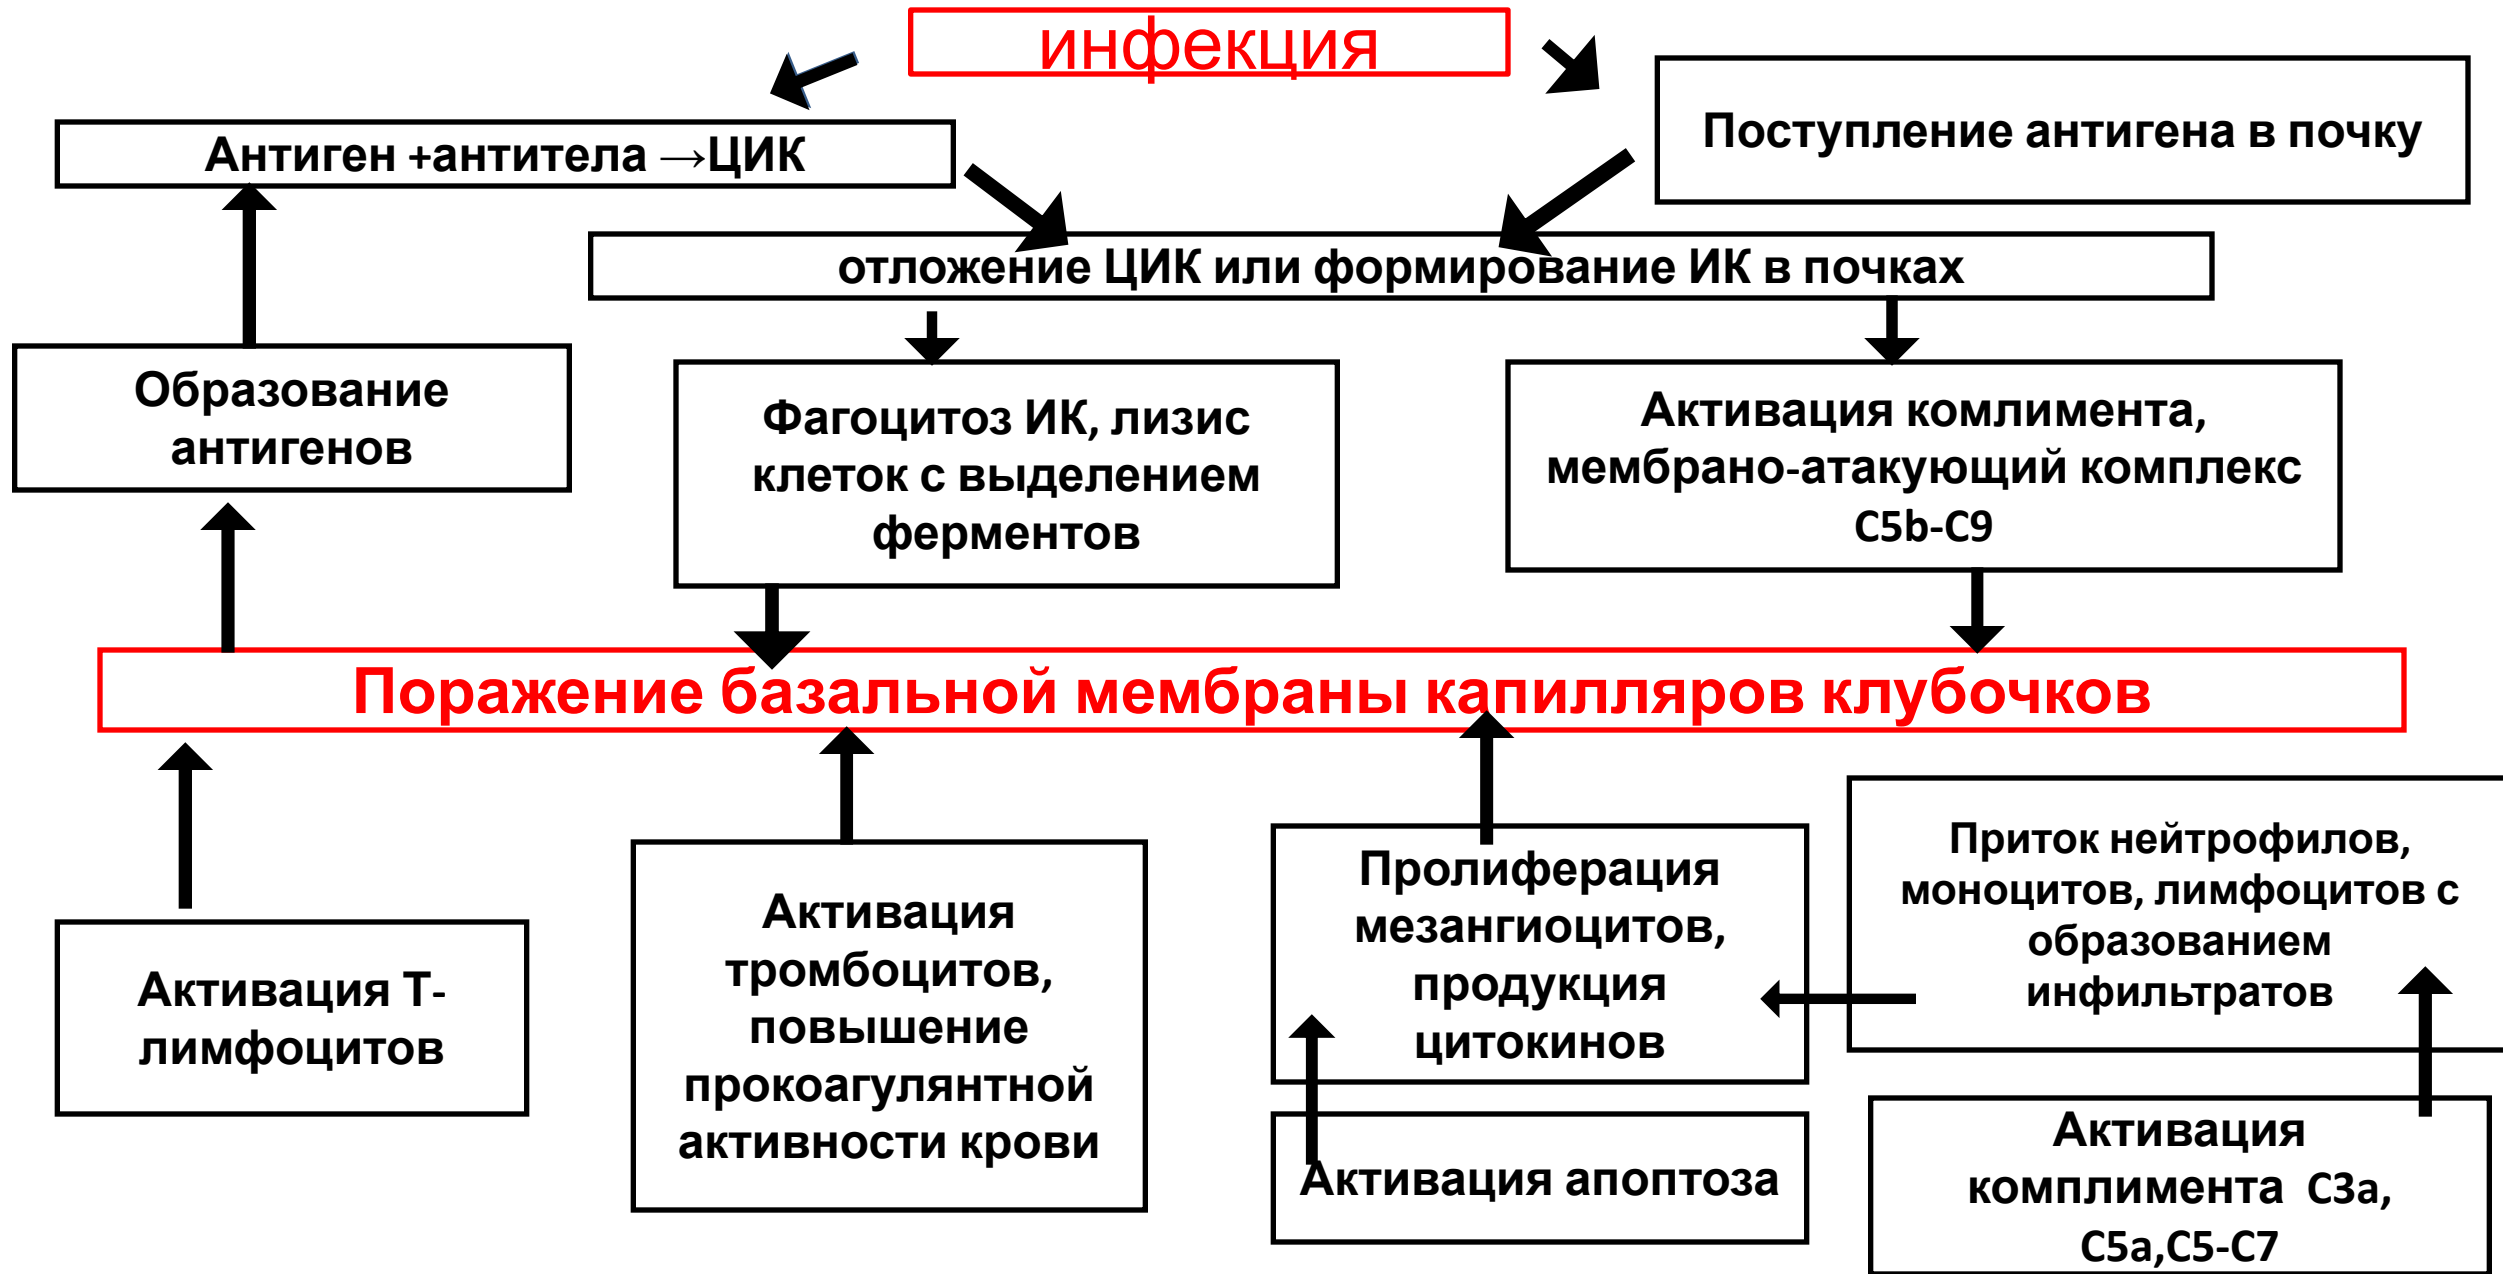 инфекция
Антиген +антитела →ЦИК
Поступление антигена в почку
отложение ЦИК или формирование ИК в почках
Образование
антигенов
Фагоцитоз ИК, лизис
клеток с выделением
ферментов
Активация комлимента,
мембрано-атакующий комплекс
C5b-C9
Поражение базальной мембраны капилляров клубочков
Активация Т-
лимфоцитов
Активация
тромбоцитов,
повышение
прокоагулянтной
активности крови
Пролиферация
мезангиоцитов,
продукция
цитокинов
Приток нейтрофилов,
моноцитов, лимфоцитов с
образованием
инфильтратов
Активация апоптоза
Активация
комплимента C3a,
C5a,C5-C7